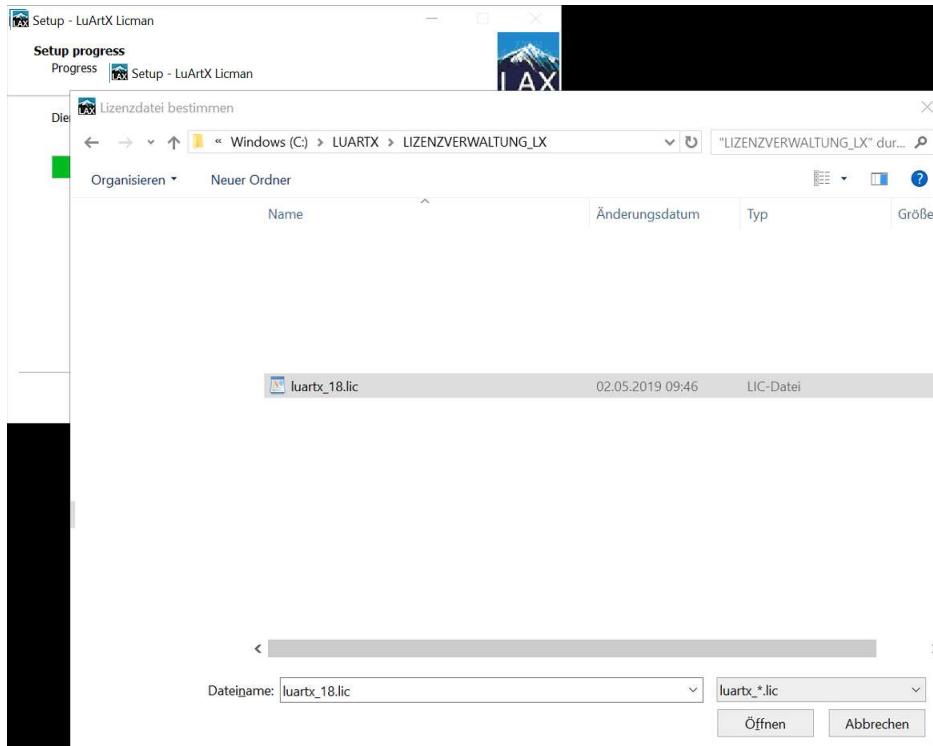 Setup - LuArtX Licman
Setup progress
Progress
Setup - LuArtX Licman
LAX
Die
Lizenzdatei bestimmen
« Windows (C:) > LUARTX > LIZENZVERWALTUNG_LX
"LIZENZVERWALTUNG_LX" dur...
Organisieren
Neuer Ordner
Name
Änderungsdatum
Typ
Größe
luartx_18.lic
02.05.2019 09:46
LIC-Datei
Dateiname:
luartx_18.lic
luartx_*.lic
Öffnen
Abbrechen